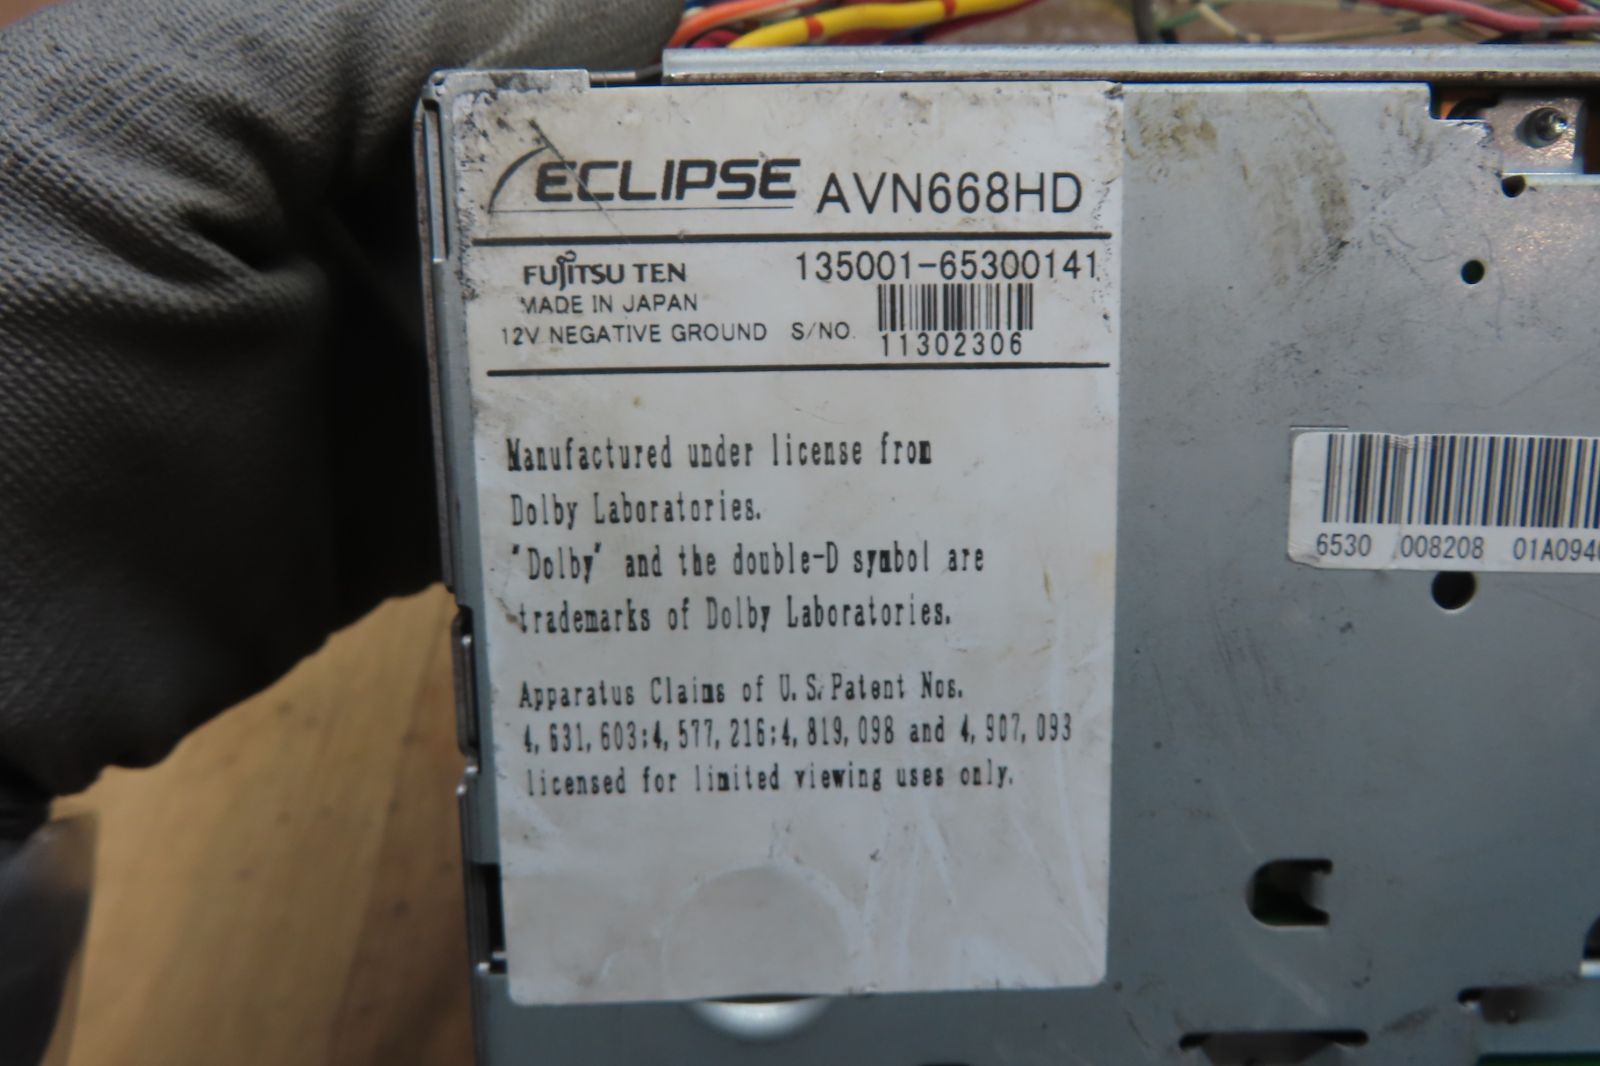 ECLIPSE AVN668HD
FUJITSU TEN 135001-65300141
MADE IN JAPAN
12V NEGATIVE GROUND S/NO.
11302306
Manufactured under license from
Dolby Laboratories.
"Dolby" and the double-D symbol are
trademarks of Dolby Laboratories.
Apparatus Claims of U.S. Patent Nos.
4,631,603;4,577,216;4,819,098 and 4,907,093
licensed for limited viewing uses only.
6530 008208